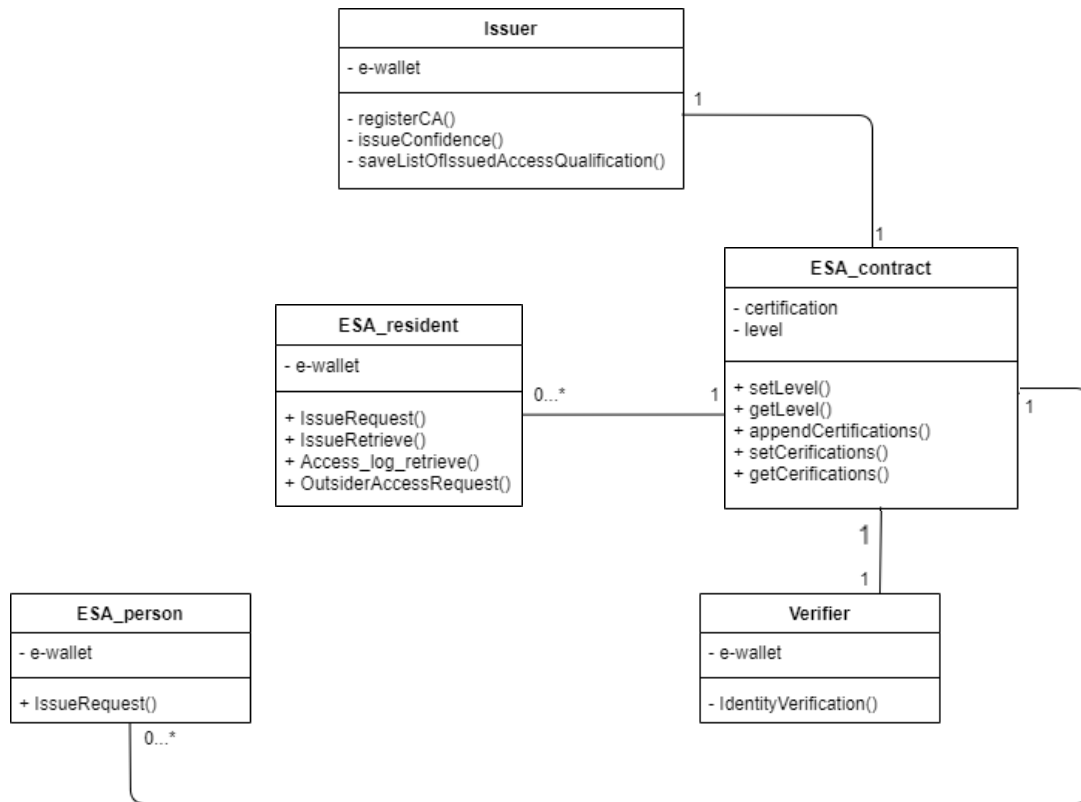 Issuer
- e-wallet
- registerCA()
- issueConfidence()
- saveListOfIssuedAccessQualification()
1
1
ESA_contract
- certification
- level
+ setLevel()
+ getLevel()
+ appendCertifications()
+ setCerifications()
+ getCerifications()
1
ESA_resident
- e-wallet
+ IssueRequest()
+ IssueRetrieve()
+ Access_log_retrieve()
+ OutsiderAccessRequest()
0...*
1
1
1
Verifier
- e-wallet
- IdentityVerification()
ESA_person
- e-wallet
+ IssueRequest()
0...*